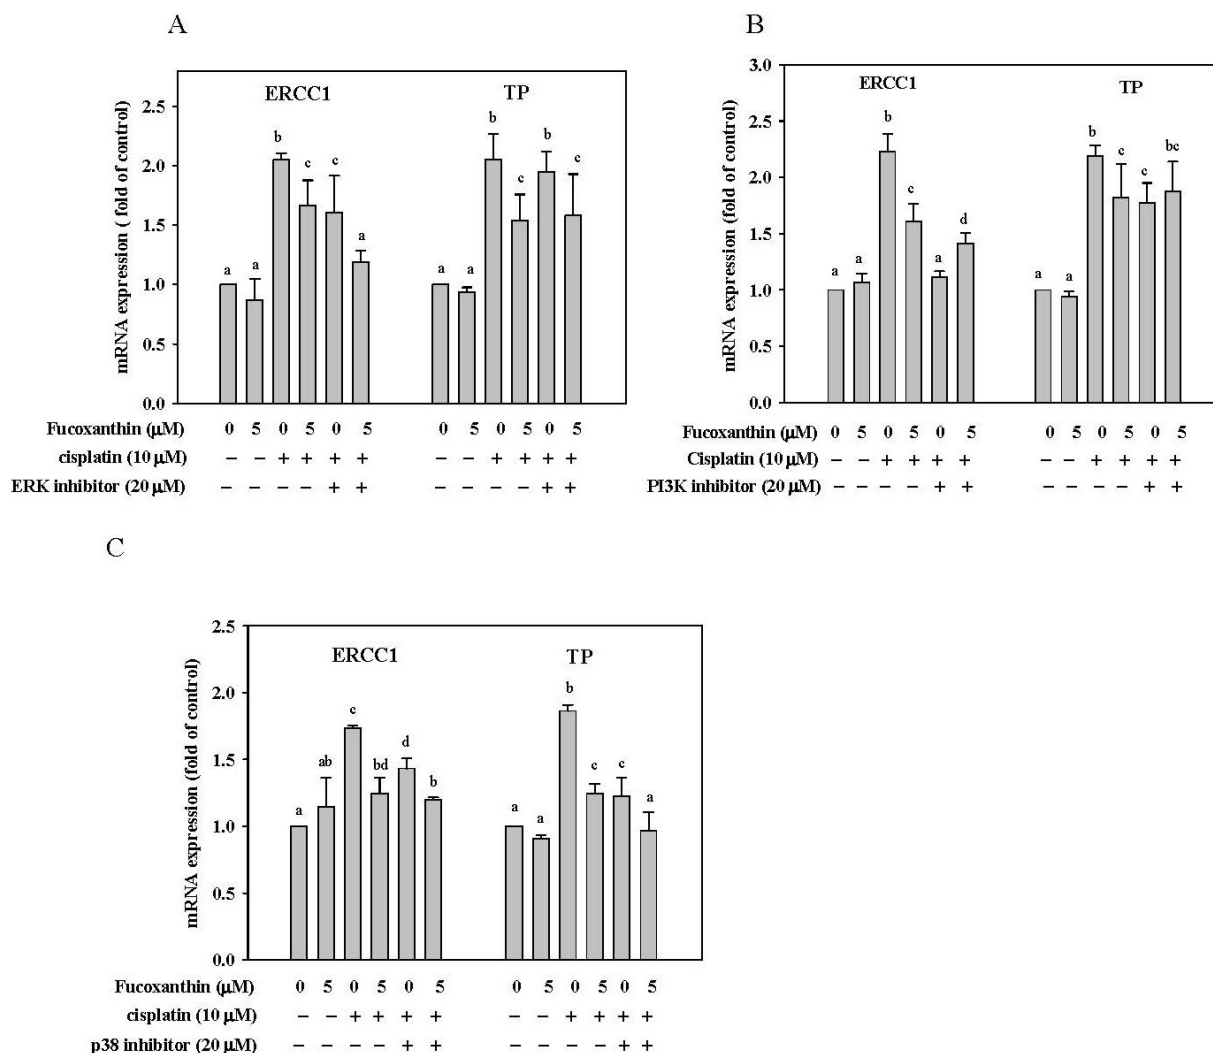 A
ERCC1 TP
mRNA expression ( fold of control)
2.5
2.0
1.5
1.0
0.5
0.0
a a b c c a a a b c b c
Fucoxanthin (μM) 0 5 0 5 0 5 0 5 0 5 0 5
cisplatin (10 μM) – – + + + + – – + + + +
ERK inhibitor (20 μM) – – – – + + – – – – + +
B
ERCC1 TP
mRNA expression (fold of control)
3.0
2.5
2.0
1.5
1.0
0.5
0.0
a a b c a d a a b c c bc
Fucoxanthin (μM) 0 5 0 5 0 5 0 5 0 5 0 5
Cisplatin (10 μM) – – + + + + – – + + + +
PI3K inhibitor (20 μM) – – – – + + – – – – + +
C
ERCC1 TP
mRNA expression (fold of control)
2.5
2.0
1.5
1.0
0.5
0.0
a ab c bd d b a a b c c a
Fucoxanthin (μM) 0 5 0 5 0 5 0 5 0 5 0 5
cisplatin (10 μM) – – + + + + – – + + + +
p38 inhibitor (20 μM) – – – – + + – – – – + +